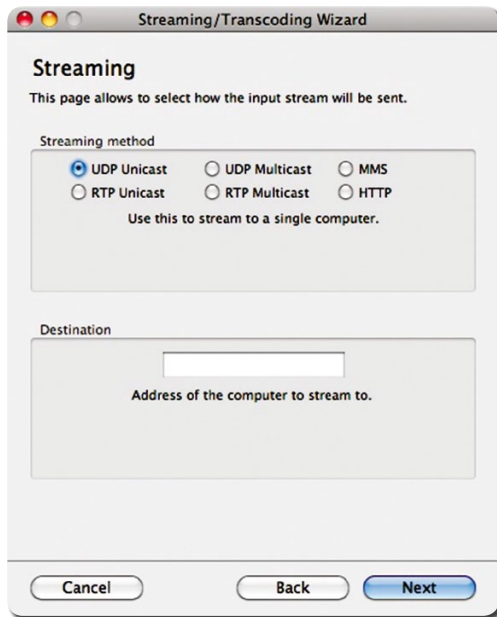 Streaming/Transcoding Wizard
Streaming
This page allows to select how the input stream will be sent.
Streaming method
UDP Unicast UDP Multicast MMS
RTP Unicast RTP Multicast HTTP
Use this to stream to a single computer.
Destination
Address of the computer to stream to.
Cancel Back Next